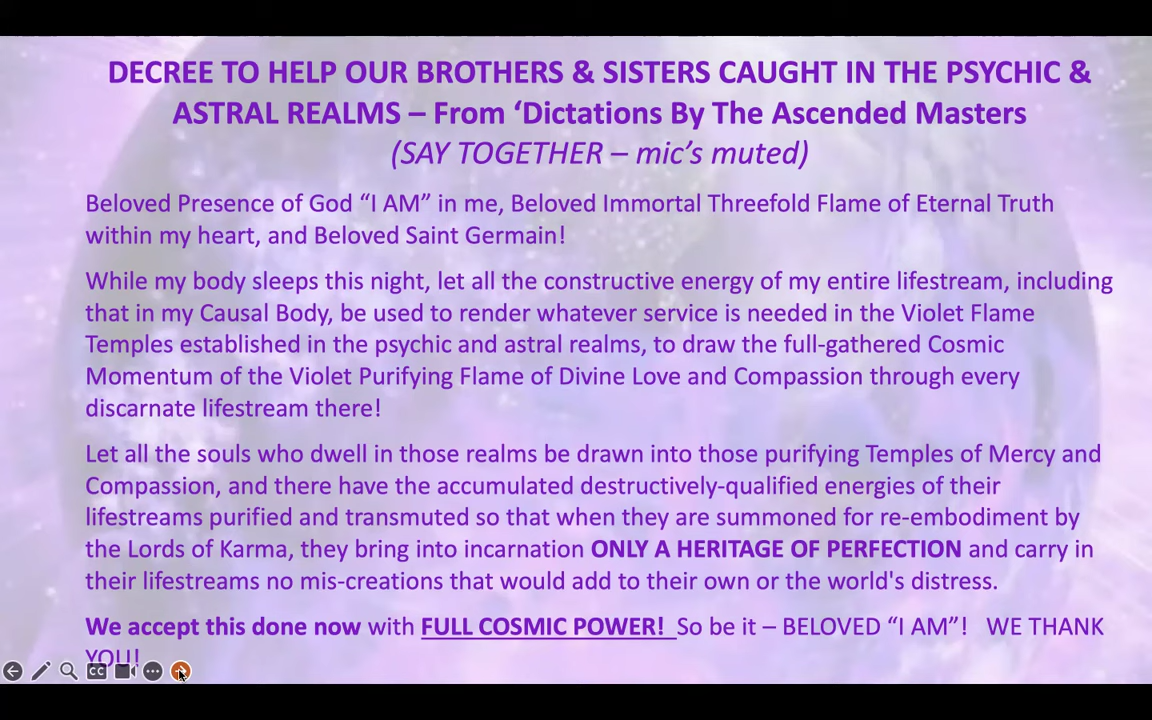 DECREE TO HELP OUR BROTHERS & SISTERS CAUGHT IN THE PSYCHIC &
ASTRAL REALMS – From ‘Dictations By The Ascended Masters
(SAY TOGETHER – mic’s muted)
Beloved Presence of God “I AM” in me, Beloved Immortal Threefold Flame of Eternal Truth
within my heart, and Beloved Saint Germain!
While my body sleeps this night, let all the constructive energy of my entire lifestream, including
that in my Causal Body, be used to render whatever service is needed in the Violet Flame
Temples established in the psychic and astral realms, to draw the full-gathered Cosmic
Momentum of the Violet Purifying Flame of Divine Love and Compassion through every
discarnate lifestream there!
Let all the souls who dwell in those realms be drawn into those purifying Temples of Mercy and
Compassion, and there have the accumulated destructively-qualified energies of their
lifestreams purified and transmuted so that when they are summoned for re-embodiment by
the Lords of Karma, they bring into incarnation ONLY A HERITAGE OF PERFECTION and carry in
their lifestreams no mis-creations that would add to their own or the world's distress.
We accept this done now with FULL COSMIC POWER! So be it – BELOVED “I AM”! WE THANK
YOU!
CC